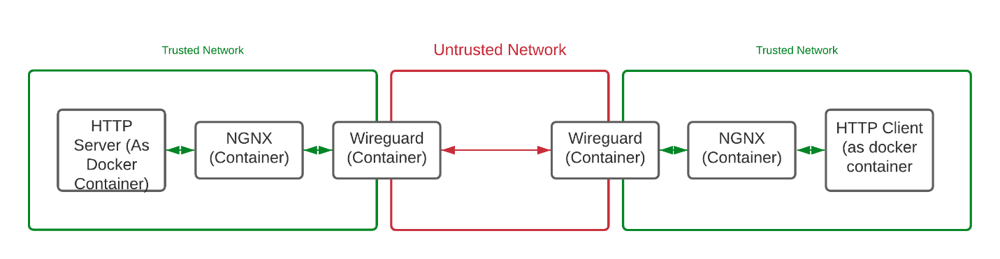 Trusted Network
Untrusted Network
Trusted Network
HTTP
Server (As
Docker
Container)
NGNX
(Container)
Wireguard
(Container)
Wireguard
(Container)
NGNX
(Container)
HTTP Client
(as docker
container